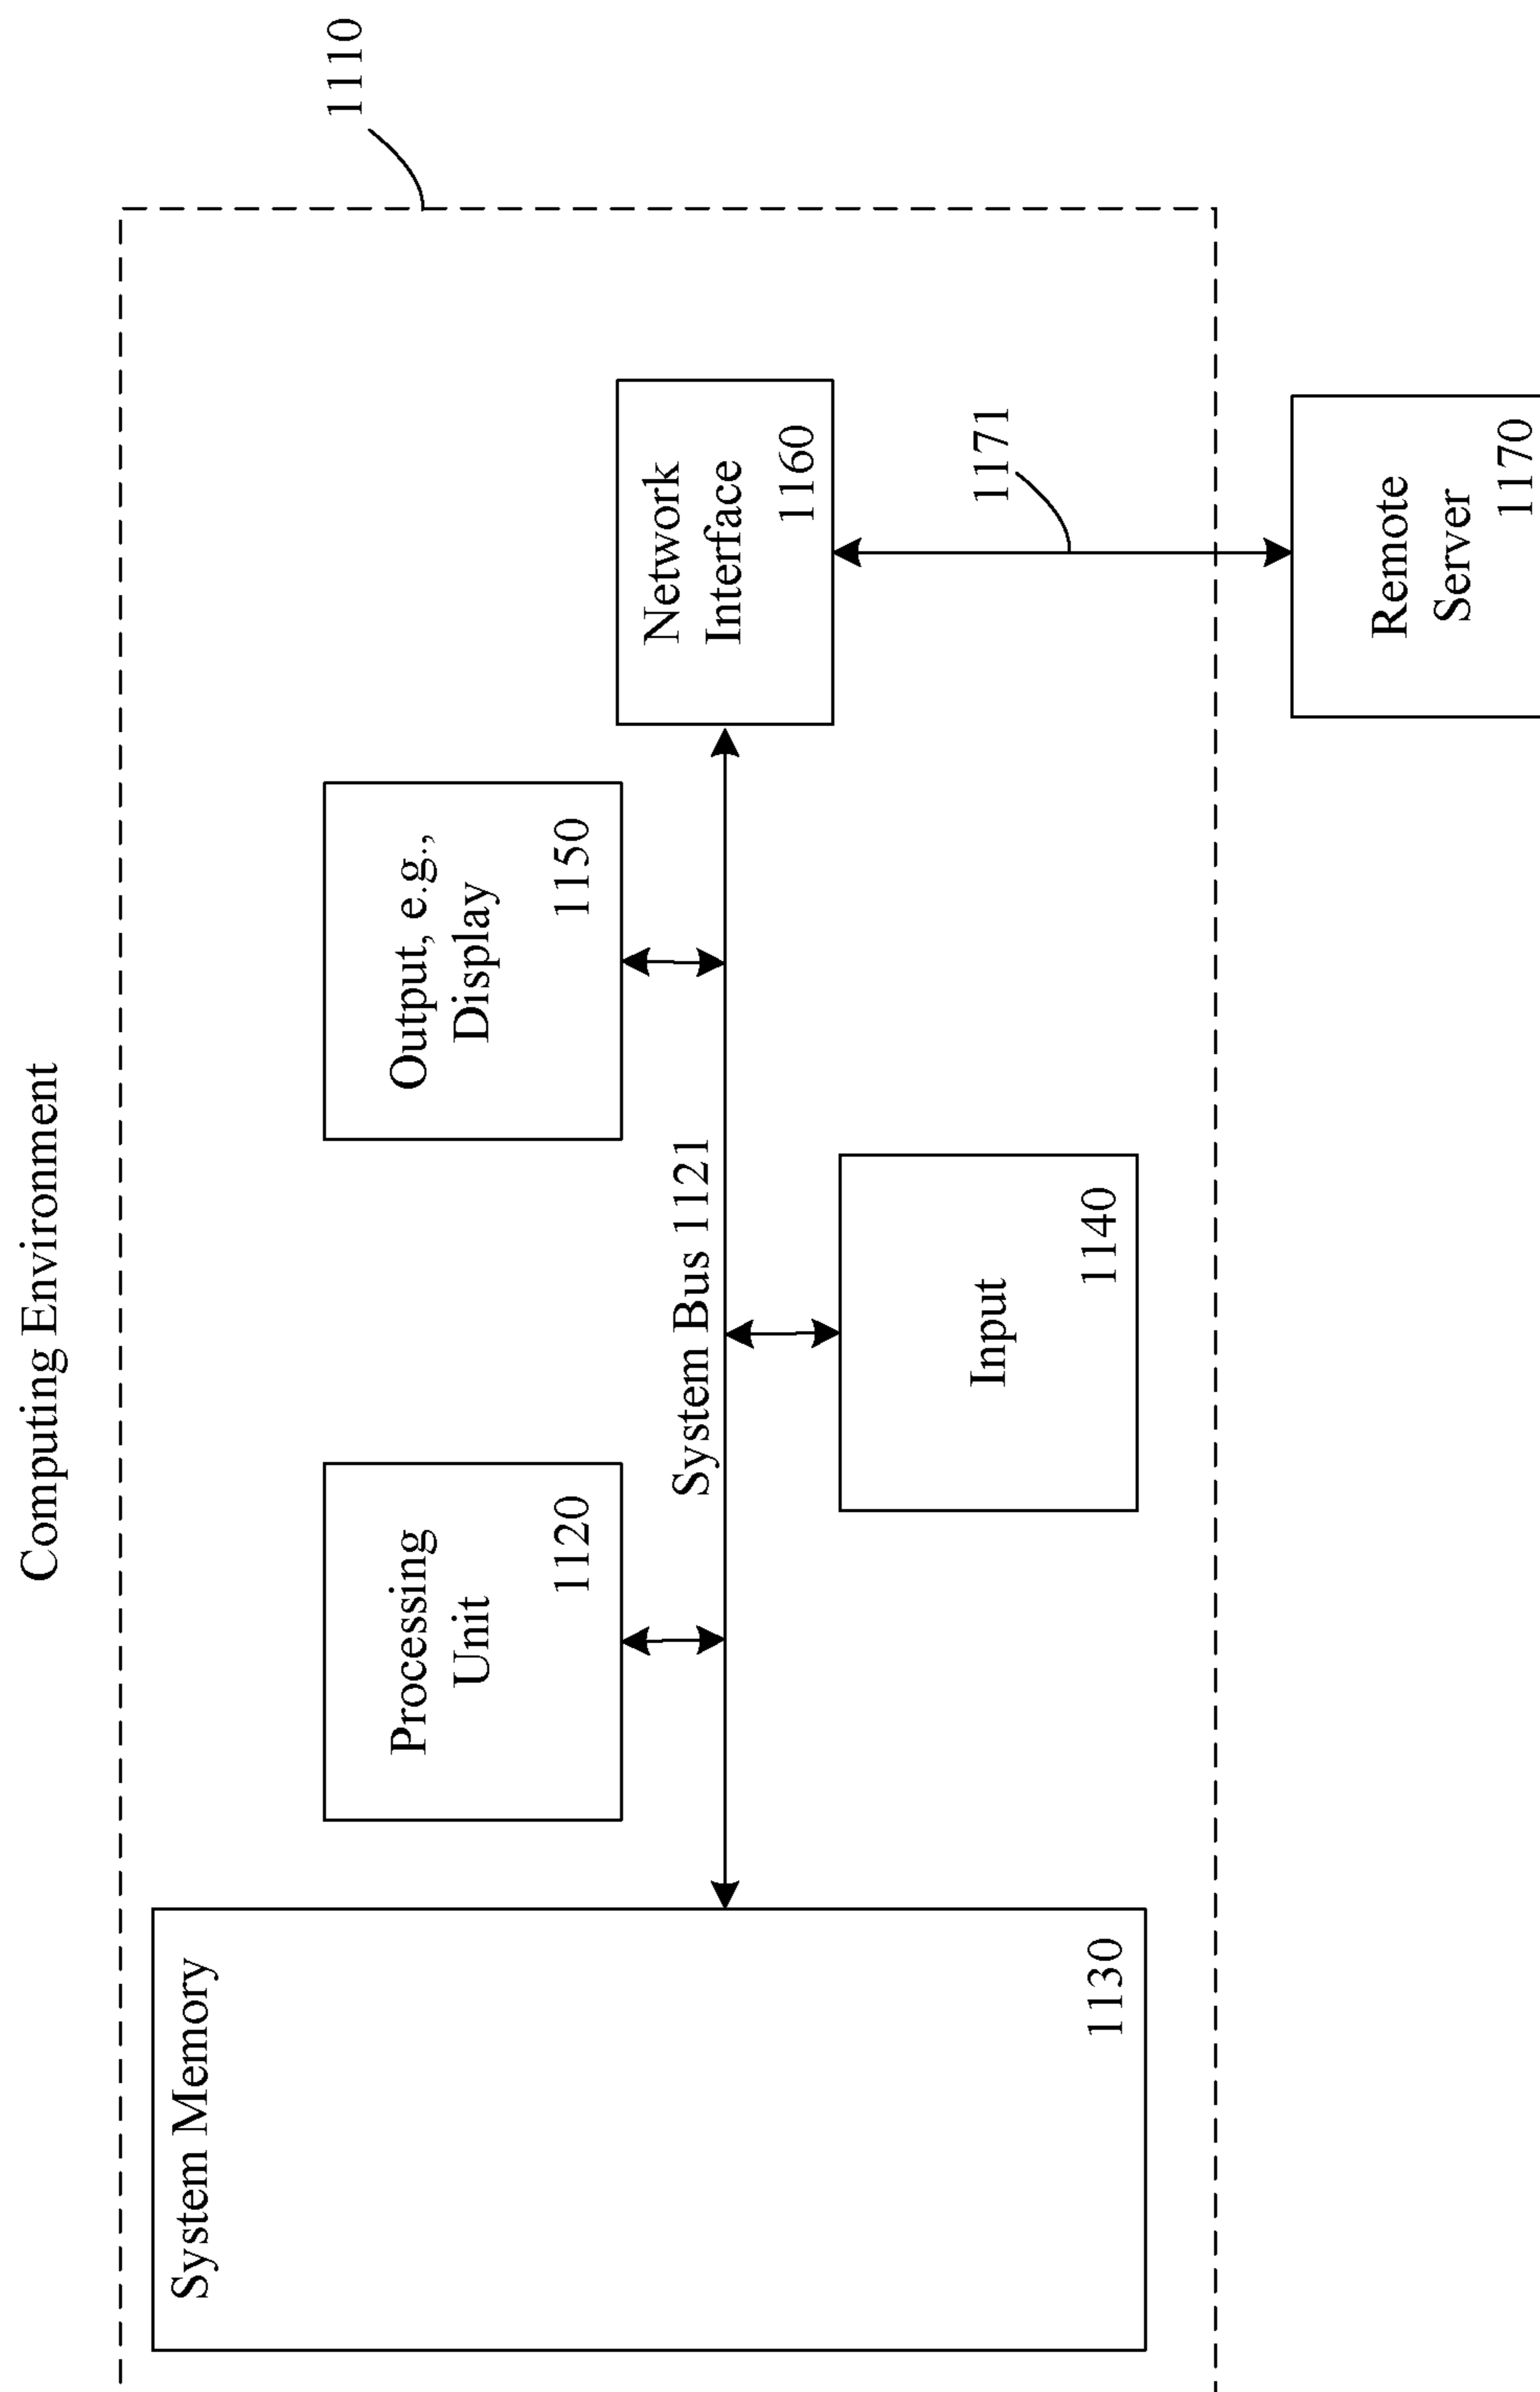 Computing Environment
1110
System Memory
1130
Processing
Unit
1120
Output, e.g.,
Display
1150
System Bus 1121
Input
1140
Network
Interface
1160
1171
Remote
Server
1170